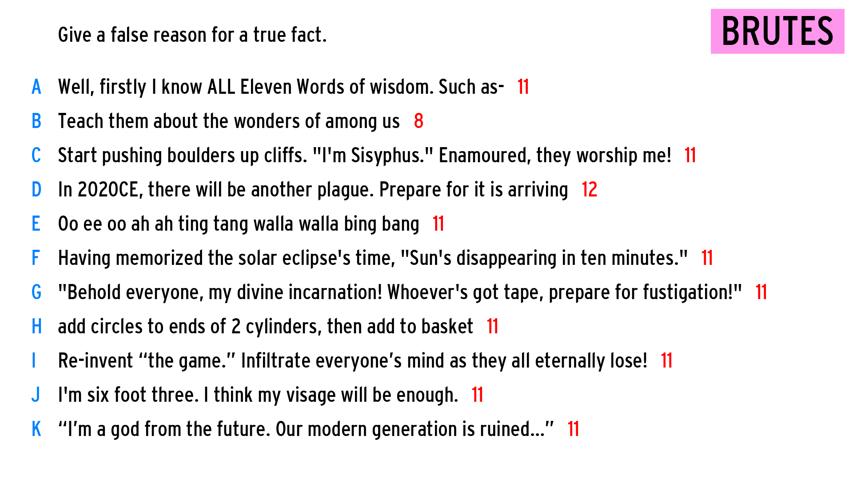 Give a false reason for a true fact.
BRUTES
A Well, firstly I know ALL Eleven Words of wisdom. Such as- 11
B Teach them about the wonders of among us 8
C Start pushing boulders up cliffs. "I'm Sisyphus." Enamoured, they worship me! 11
D In 2020CE, there will be another plague. Prepare for it is arriving 12
E Oo ee oo ah ah ting tang walla walla bing bang 11
F Having memorized the solar eclipse's time, "Sun's disappearing in ten minutes." 11
G "Behold everyone, my divine incarnation! Whoever's got tape, prepare for fustigation!" 11
H add circles to ends of 2 cylinders, then add to basket 11
I Re-invent “the game.” Infiltrate everyone’s mind as they all eternally lose! 11
J I'm six foot three. I think my visage will be enough. 11
K “I’m a god from the future. Our modern generation is ruined...” 11